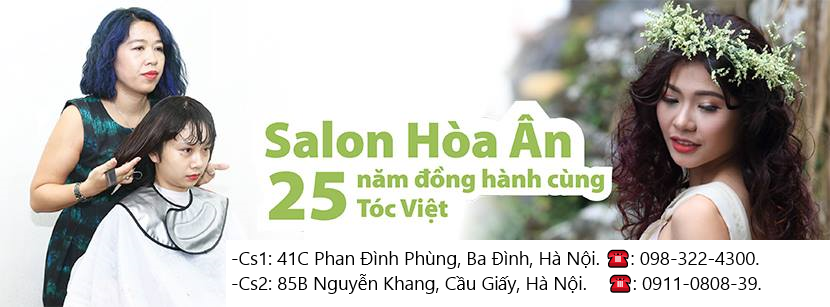 Salon Hòa Ân
25 năm đồng hành cùng
Tóc Việt
-Cs1: 41C Phan Đình Phùng, Ba Đình, Hà Nội. ☎: 098-322-4300.
-Cs2: 85B Nguyễn Khang, Cầu Giấy, Hà Nội. ☎: 0911-0808-39.